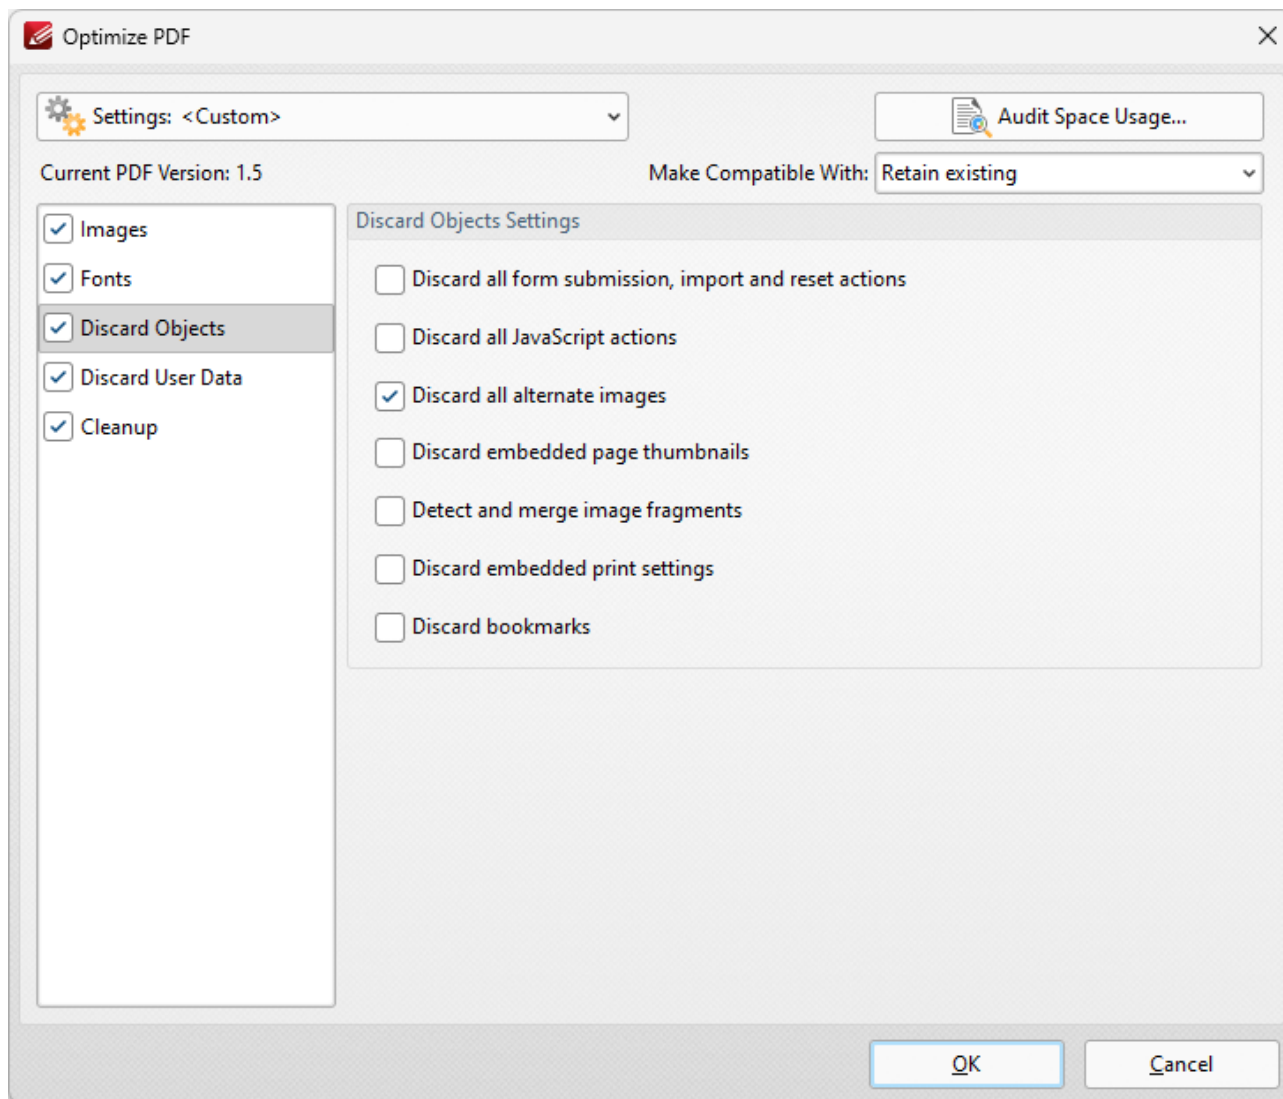 Optimize PDF
Settings: <Custom>
Audit Space Usage...
Current PDF Version: 1.5
Make Compatible With: Retain existing
Images
Fonts
Discard Objects
Discard User Data
Cleanup
Discard Objects Settings
Discard all form submission, import and reset actions
Discard all JavaScript actions
Discard all alternate images
Discard embedded page thumbnails
Detect and merge image fragments
Discard embedded print settings
Discard bookmarks
OK
Cancel